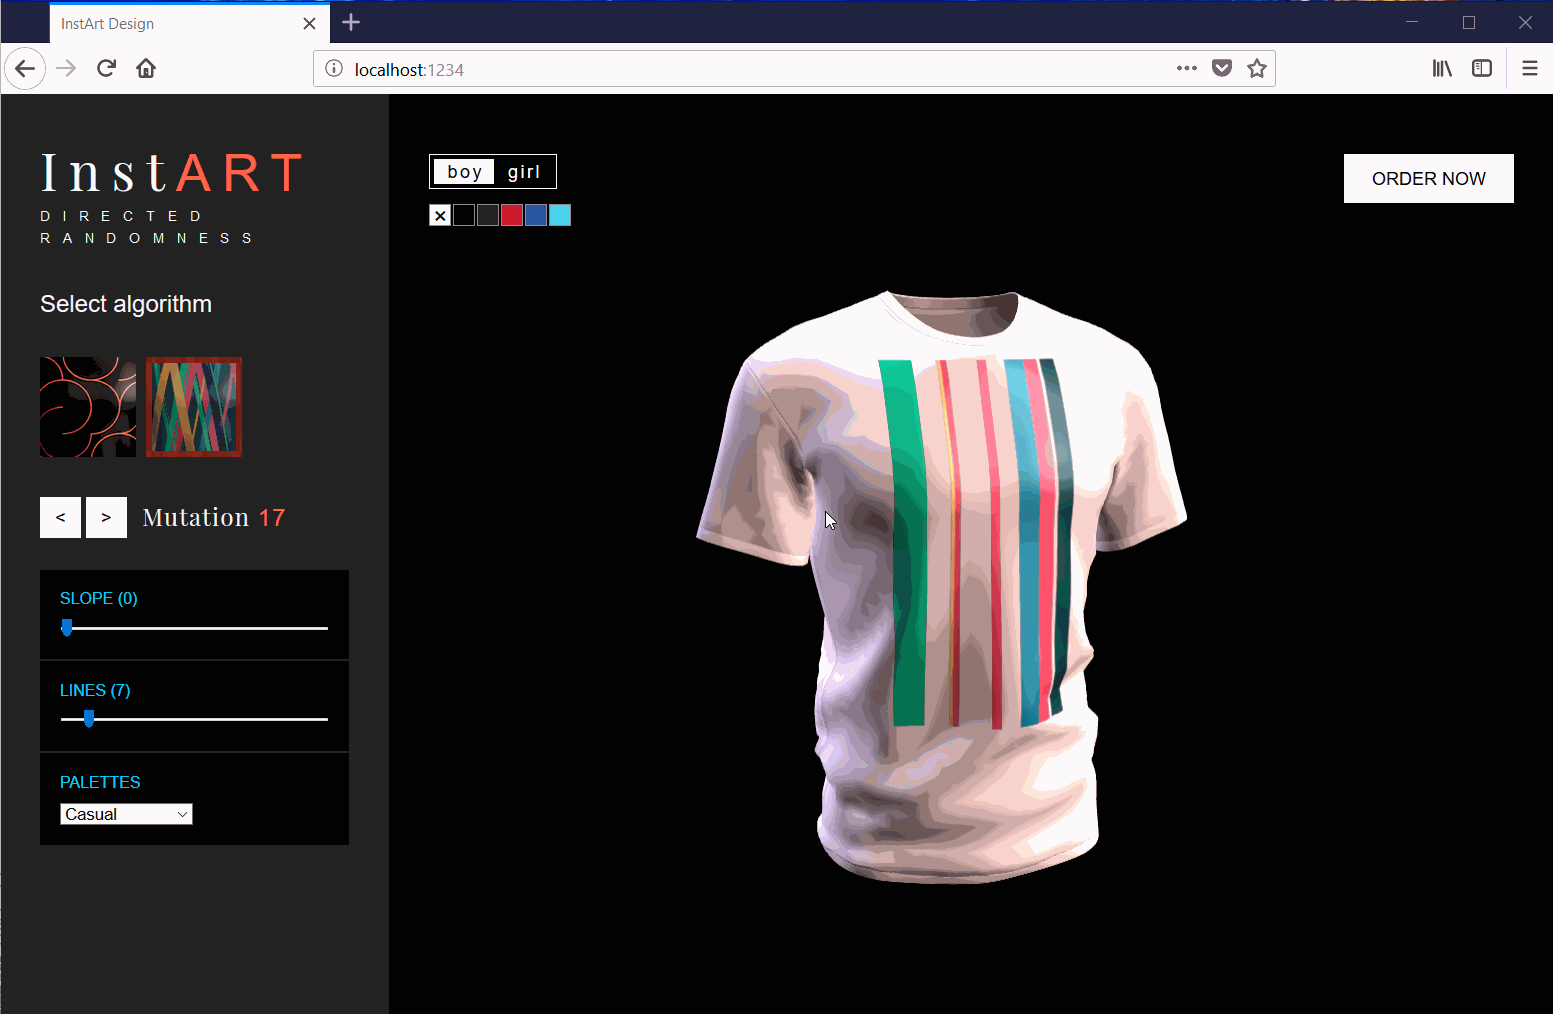 InstArt Design
localhost:1234
InstART
DIRECTED
RANDOMNESS
Select algorithm
< > Mutation 17
SLOPE (0)
LINES (7)
PALETTES
Casual
boy girl
ORDER NOW